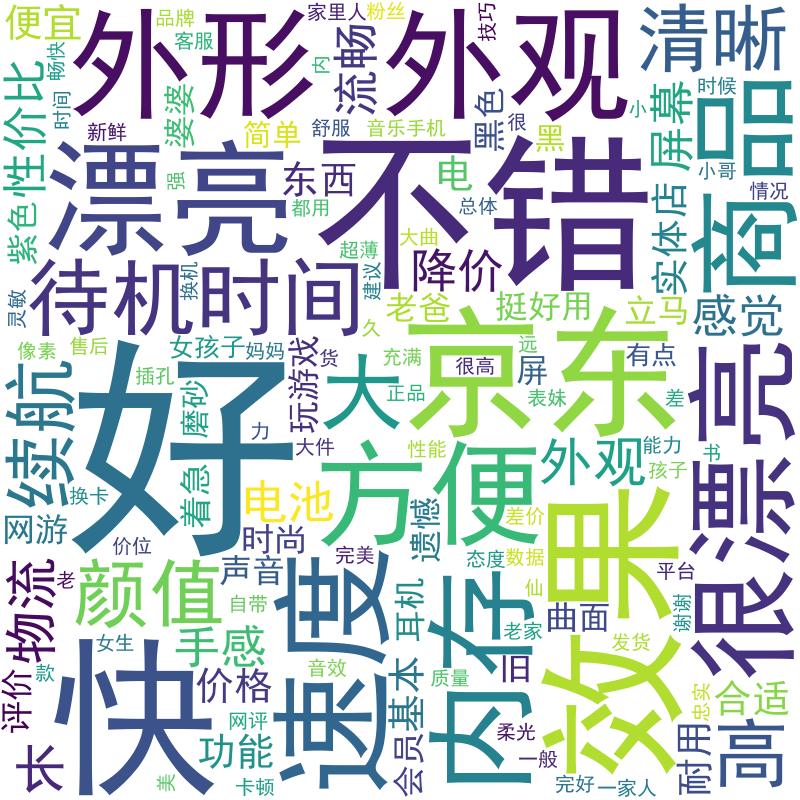 便宜
品牌
家里人
粉丝
技巧
清晰
外形
外观
客服
畅快
内
流畅
性价比
时间
婆婆
新鲜
简单
舒服
音乐手机
黑色
很
黑
小
屏幕
时候
商品
小哥
情况
漂亮
强
东西
不错
电
总体
都用
紫色
实体店
超薄
大曲
降价
待机时间
换机
建议
灵敏
老爸
挺好用
立马
感觉
久
像素
售后
女孩子
妈妈
玩游戏
货
充满
京东
远
有点
很高
屏
插孔
大
正品
表妹
差
好
磨砂
续航
力
大件
性能
方便
外观
能力
书
孩子
很漂亮
换卡
着急
电池
网游
价位
时尚
遗憾
差价
效果
完美
态度
数据
声音
速度
颜值
物流
老
自带
仙
平台
内存
曲面
谢谢
耳机
老家
发货
女生
手感
快
款
价格
音效
基本
质量
旧
评价
忠实
合适
网评
柔光
长
功能
会员
一般
耐用
高
美
卡顿
完好
一家人